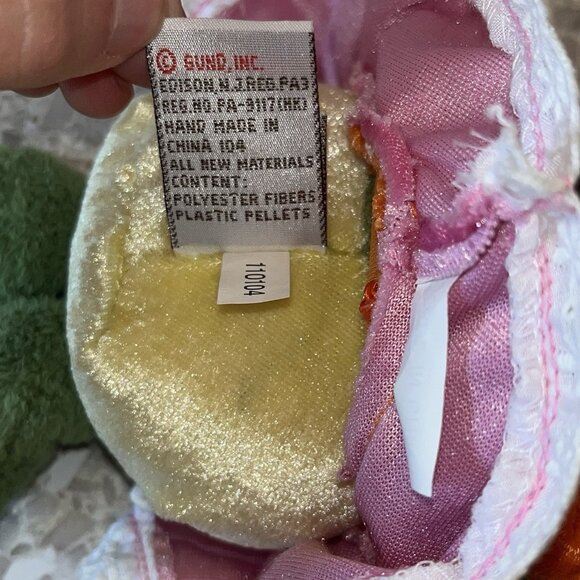 © GUND, INC.
EDISON, N.J. REG. PA3
REG. NO. PA-9117(HK)
HAND MADE IN
CHINA 104
ALL NEW MATERIALS
CONTENT:
POLYESTER FIBERS
PLASTIC PELLETS
110104